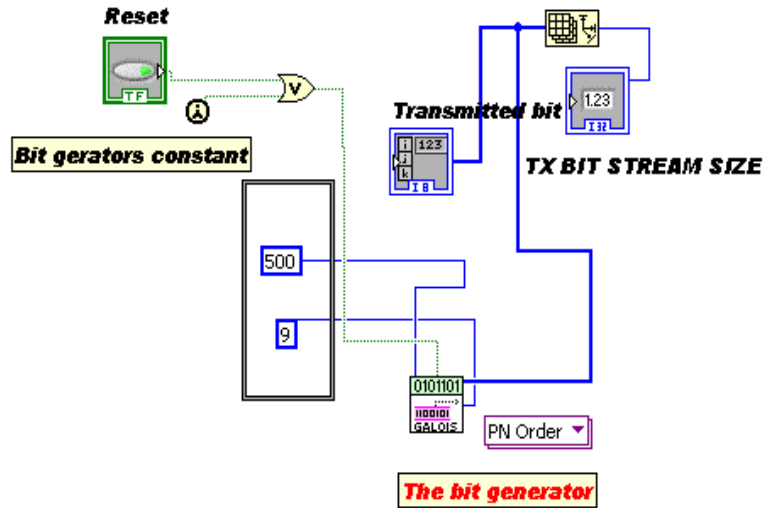 Reset
TF
V
i
Bit gerators constant
Transmitted bit
i
j
k
123
I8
1.23
I32
TX BIT STREAM SIZE
500
9
0101101
1100101
GALOIS
PN Order
The bit generator